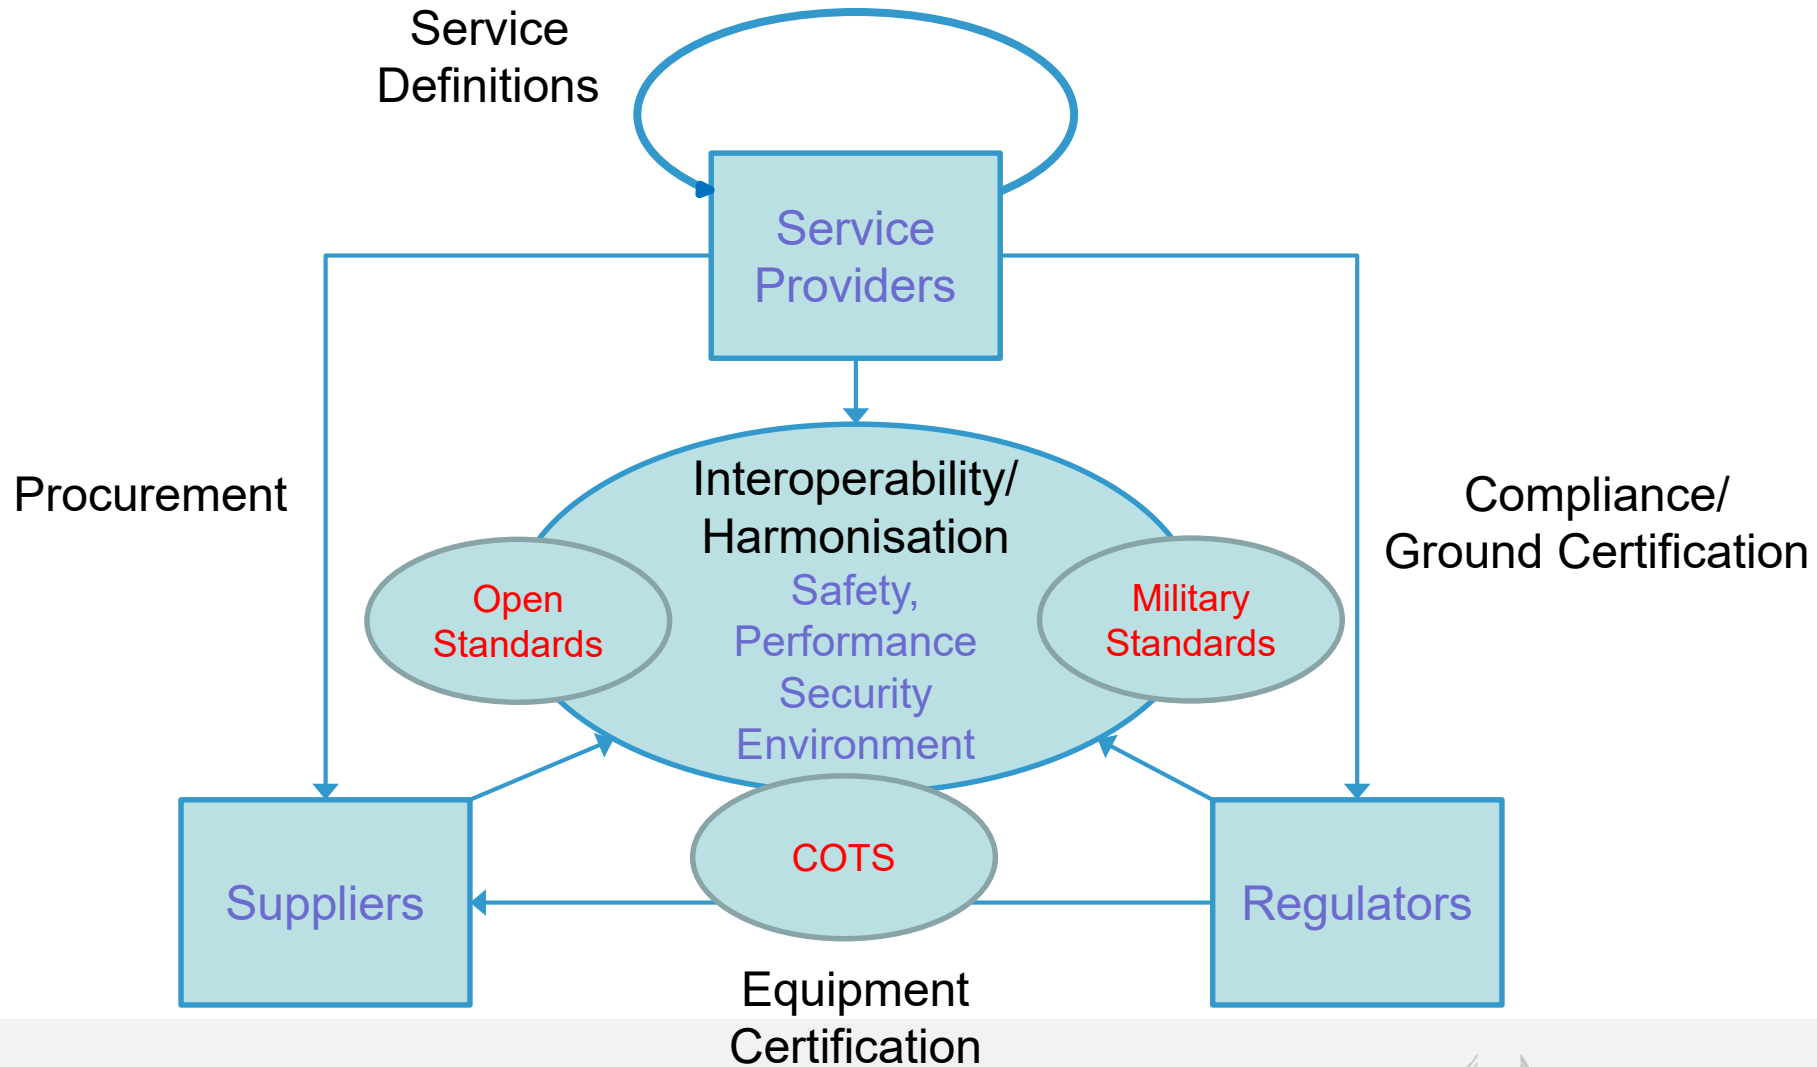 Service
Definitions
Service
Providers
Procurement
Interoperability/
Harmonisation
Safety,
Performance
Security
Environment
Compliance/
Ground Certification
Open
Standards
Military
Standards
COTS
Suppliers
Regulators
Equipment
Certification